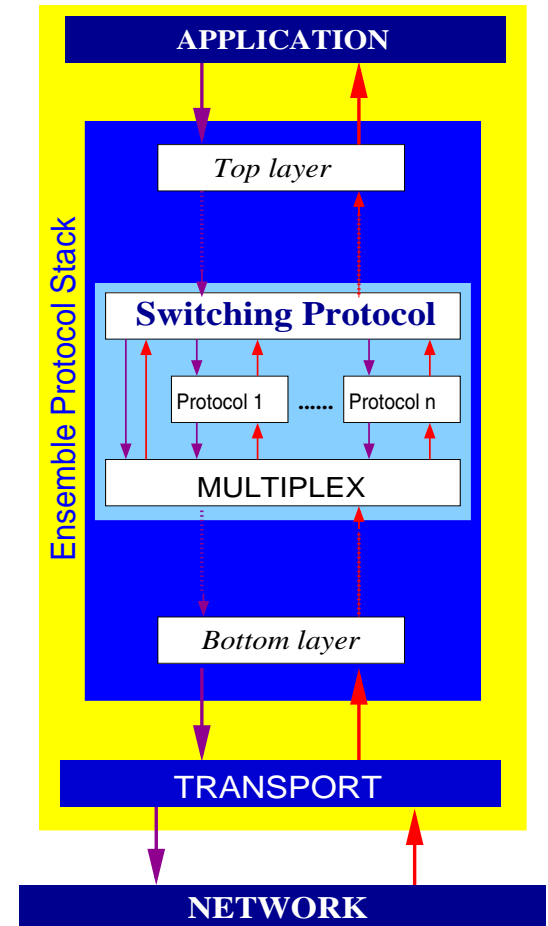 APPLICATION
Top layer
Ensemble Protocol Stack
Switching Protocol
Protocol 1 ...... Protocol n
MULTIPLEX
Bottom layer
TRANSPORT
NETWORK